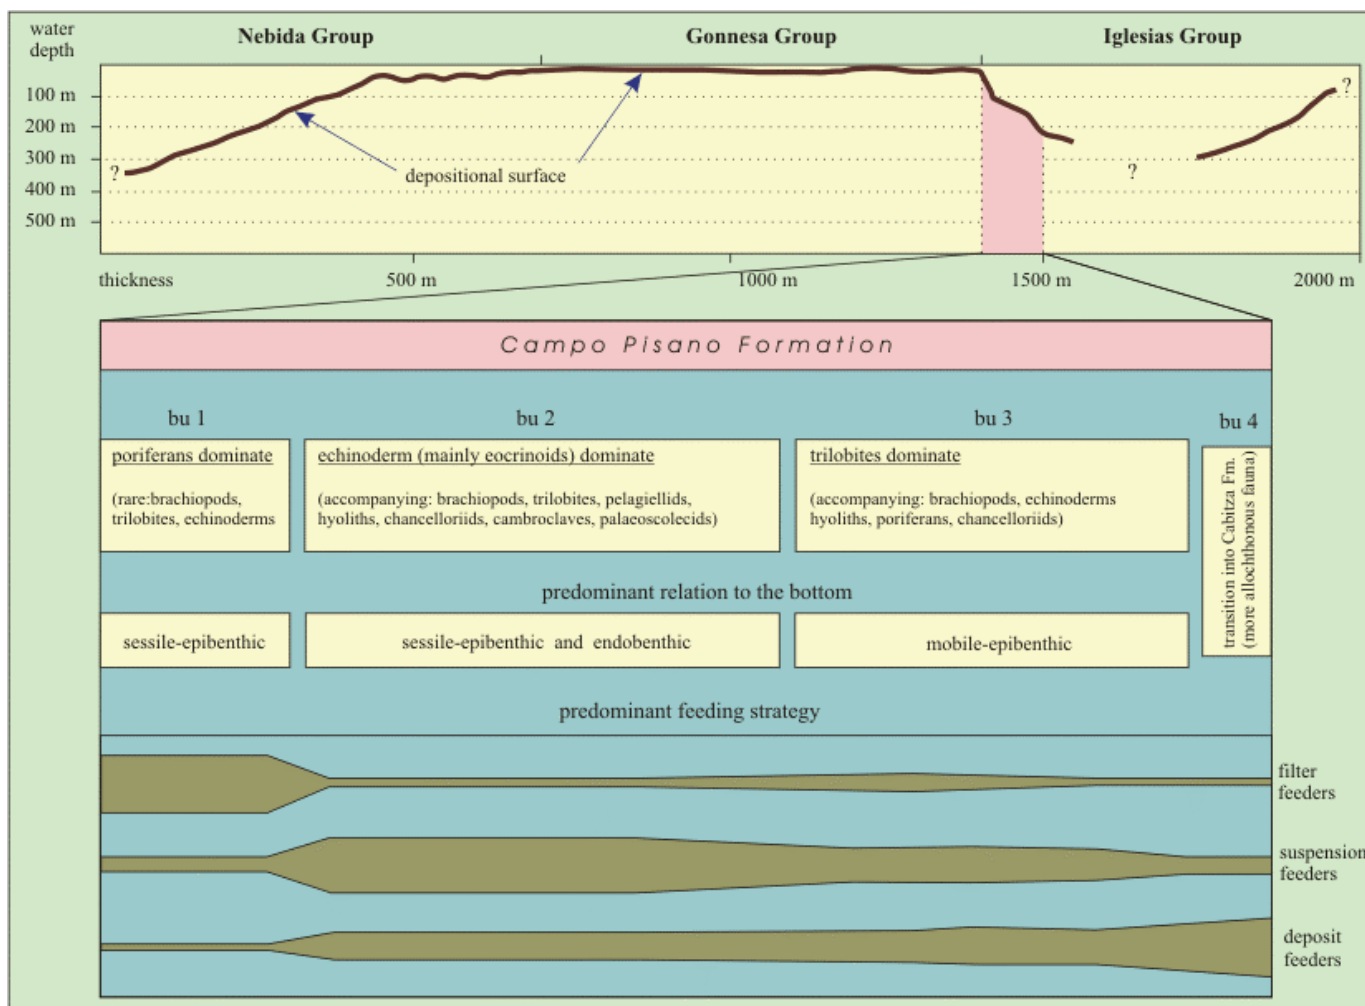 water
depth
Nebida Group
Gonnesa Group
Iglesias Group
100 m
200 m
300 m
400 m
500 m
?
?
?
depositional surface
thickness
500 m
1000 m
1500 m
2000 m
Campo Pisano Formation
bu 1
bu 2
bu 3
bu 4
poriferans dominate
(rare:brachiopods,
trilobites, echinoderms
echinoderm (mainly eocrinoids) dominate
(accompanying: brachiopods, trilobites, pelagiellids,
hyoliths, chancelloriids, cambroclaves, palaeoscolecids)
trilobites dominate
(accompanying: brachiopods, echinoderms
hyoliths, poriferans, chancelloriids)
transition into Cabitza Fm.
(more allochthonous fauna)
predominant relation to the bottom
sessile-epibenthic
sessile-epibenthic and endobenthic
mobile-epibenthic
predominant feeding strategy
filter
feeders
suspension
feeders
deposit
feeders